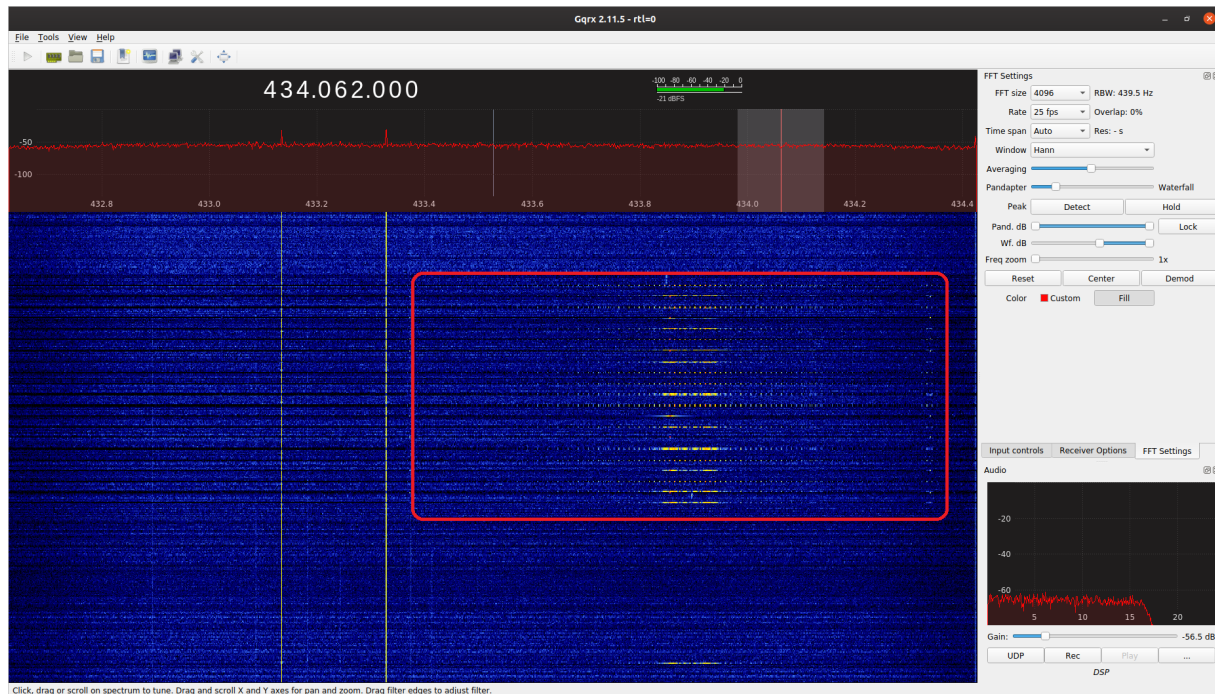 Gqrx 2.11.5 - rtl=0
File Tools View Help
434.062.000
-100 -80 -60 -40 -20 0
-21 dBFS
-50
-100
432.8 433.0 433.2 433.4 433.6 433.8 434.0 434.2 434.4
FFT Settings
FFT size 4096 RBW: 439.5 Hz
Rate 25 fps Overlap: 0%
Time span Auto Res: - s
Window Hann
Averaging
Pandapter Waterfall
Peak Detect Hold
Pand. dB Lock
Wf. dB
Freq zoom 1x
Reset Center Demod
Color Custom Fill
Input controls Receiver Options FFT Settings
Audio
-20
-40
-60
5 10 15 20
Gain: -56.5 dB
UDP Rec Play ...
DSP
Click, drag or scroll on spectrum to tune. Drag and scroll X and Y axes for pan and zoom. Drag filter edges to adjust filter.